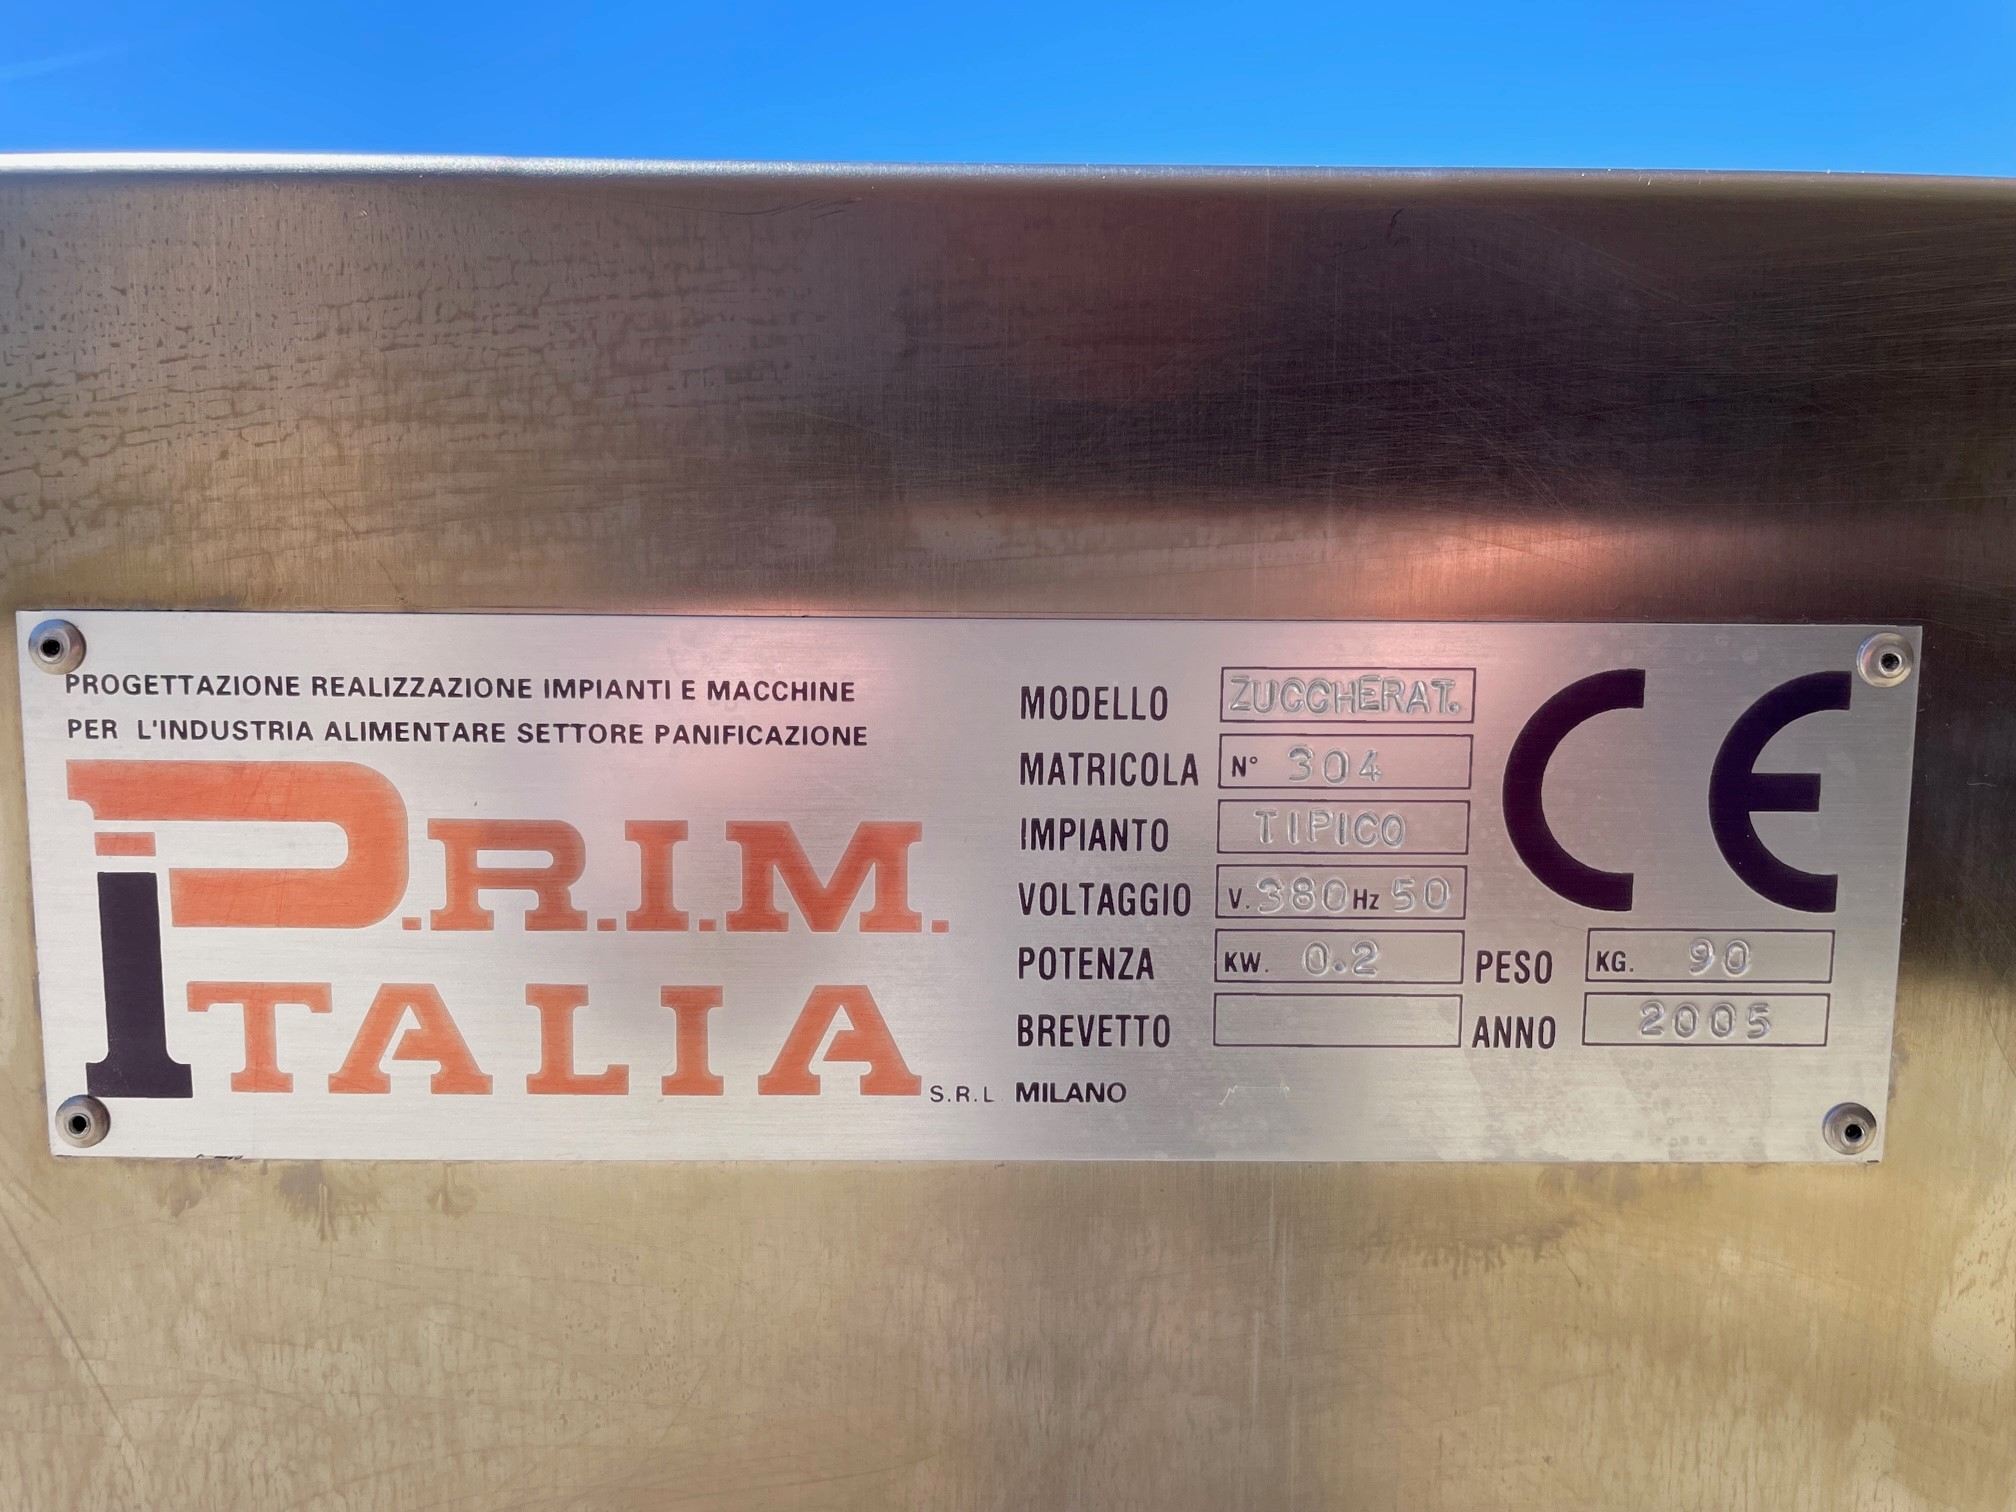 PROGETTAZIONE REALIZZAZIONE IMPIANTI E MACCHINE
PER L'INDUSTRIA ALIMENTARE SETTORE PANIFICAZIONE
P.R.I.M.
ITALIA S.R.L. MILANO
MODELLO ZUCCHERAT.
MATRICOLA N° 304
IMPIANTO TIPICO
VOLTAGGIO V. 380 Hz 50
POTENZA KW. 0.2 PESO KG. 90
BREVETTO ANNO 2005
CE